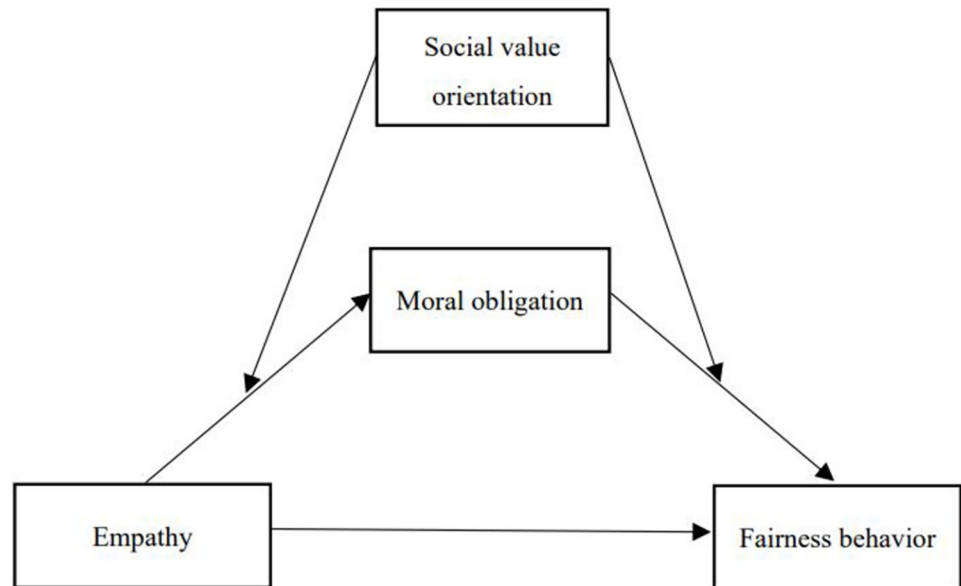 Social value
orientation
Moral obligation
Empathy
Fairness behavior